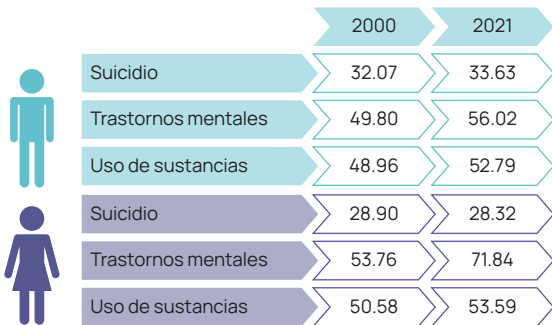 2000 2021
Suicidio 32.07 33.63
Trastornos mentales 49.80 56.02
Uso de sustancias 48.96 52.79
Suicidio 28.90 28.32
Trastornos mentales 53.76 71.84
Uso de sustancias 50.58 53.59